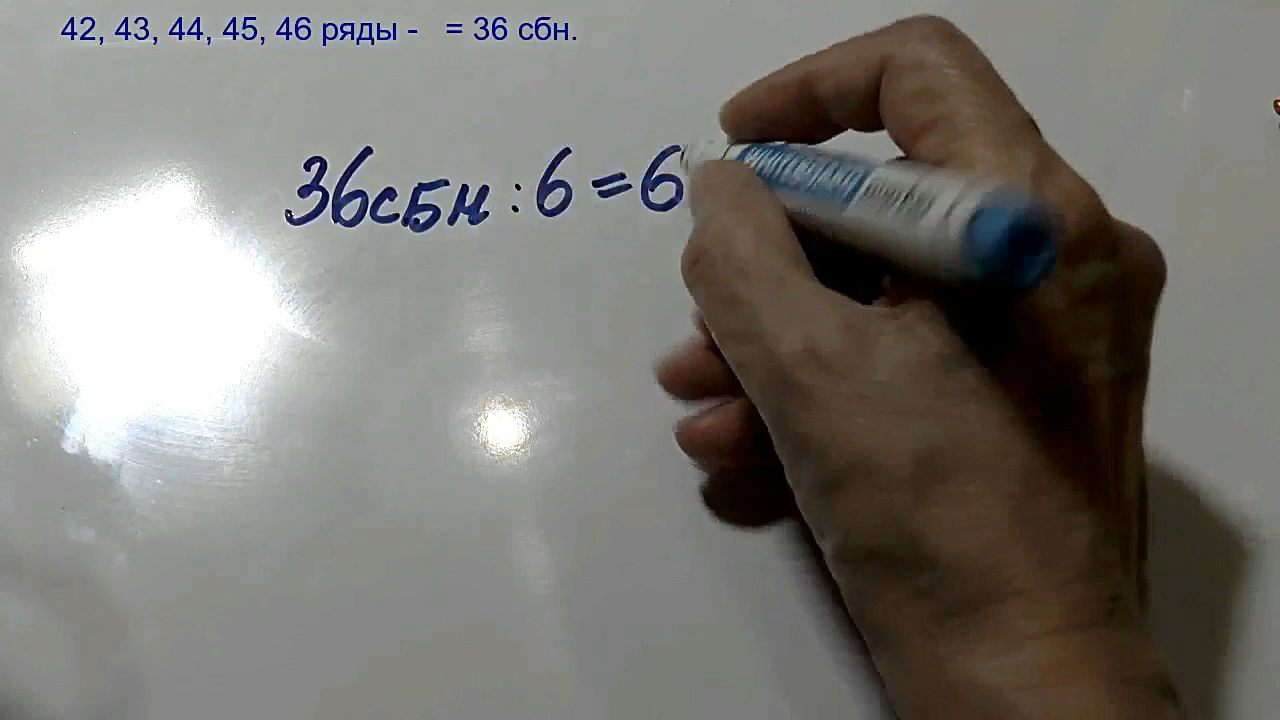 42, 43, 44, 45, 46 ряды - = 36 сбн.
36сбн : 6 = 6